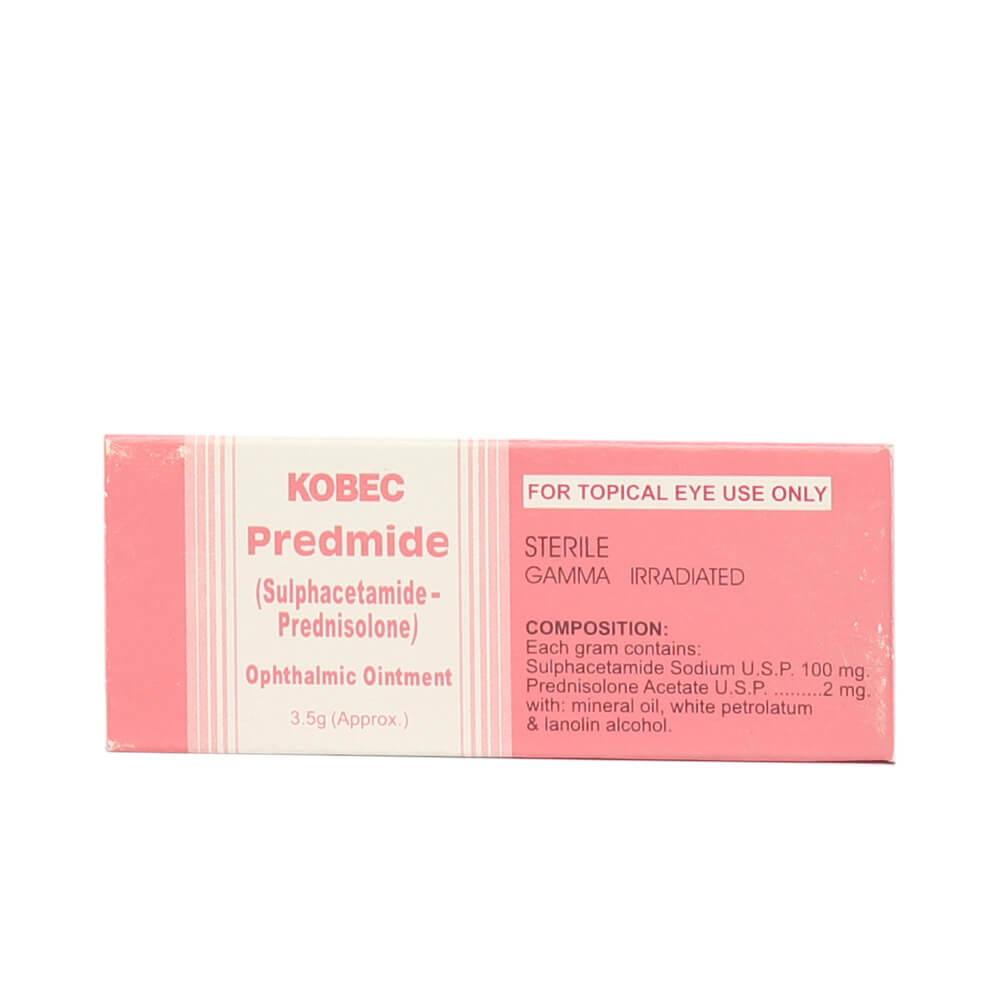 KOBEC
Predmide
(Sulphacetamide-
Prednisolone)
Ophthalmic Ointment
3.5g (Approx.)
FOR TOPICAL EYE USE ONLY
STERILE
GAMMA IRRADIATED
COMPOSITION:
Each gram contains:
Sulphacetamide Sodium U.S.P. 100 mg.
Prednisolone Acetate U.S.P. .........2 mg.
with: mineral oil, white petrolatum
& lanolin alcohol.